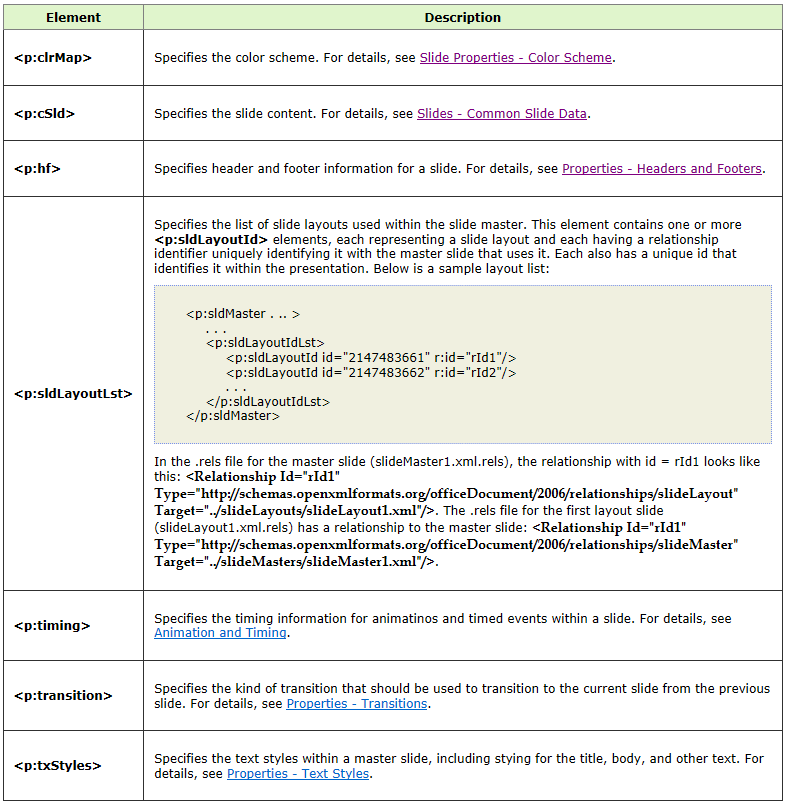 Element Description
<p:clrMap> Specifies the color scheme. For details, see Slide Properties - Color Scheme.
<p:cSld> Specifies the slide content. For details, see Slides - Common Slide Data.
<p:hf> Specifies header and footer information for a slide. For details, see Properties - Headers and Footers.
<p:sldLayoutLst>
Specifies the list of slide layouts used within the slide master. This element contains one or more
<p:sldLayoutId> elements, each representing a slide layout and each having a relationship
identifier uniquely identifying it with the master slide that uses it. Each also has a unique id that
identifies it within the presentation. Below is a sample layout list:
<p:sldMaster . .. >
. . .
<p:sldLayoutIdLst>
<p:sldLayoutId id="2147483661" r:id="rId1"/>
<p:sldLayoutId id="2147483662" r:id="rId2"/>
. . .
</p:sldLayoutIdLst>
</p:sldMaster>
In the .rels file for the master slide (slideMaster1.xml.rels), the relationship with id = rId1 looks like
this: <Relationship Id="rId1"
Type="http://schemas.openxmlformats.org/officeDocument/2006/relationships/slideLayout"
Target="../slideLayouts/slideLayout1.xml"/>. The .rels file for the first layout slide
(slideLayout1.xml.rels) has a relationship to the master slide: <Relationship Id="rId1"
Type="http://schemas.openxmlformats.org/officeDocument/2006/relationships/slideMaster"
Target="../slideMasters/slideMaster1.xml"/>.
<p:timing>
Specifies the timing information for animatinos and timed events within a slide. For details, see
Animation and Timing.
<p:transition>
Specifies the kind of transition that should be used to transition to the current slide from the previous
slide. For details, see Properties - Transitions.
<p:txStyles>
Specifies the text styles within a master slide, including stying for the title, body, and other text. For
details, see Properties - Text Styles.